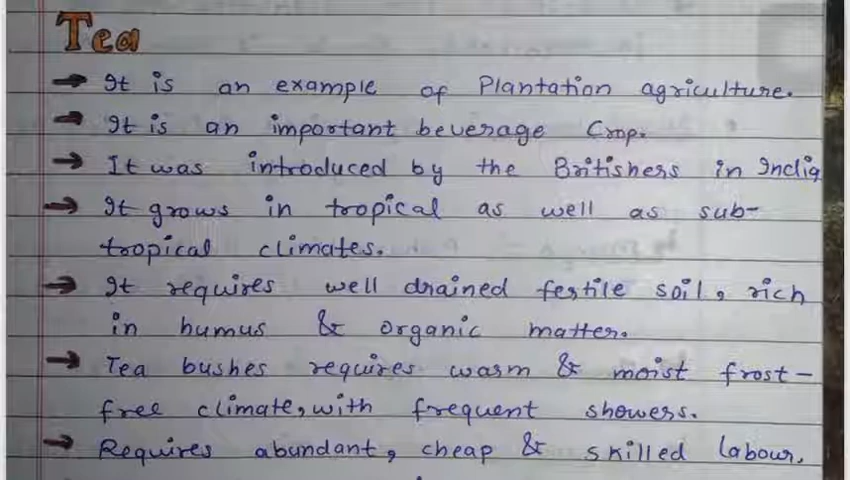 Tea
→ It is an example of Plantation agriculture.
→ It is an important beverage Crop.
→ It was introduced by the Britishers in India
→ It grows in tropical as well as sub-
tropical climates.
→ It requires well drained fertile soil, rich
in humus & organic matter.
→ Tea bushes requires warm & moist frost-
free climate, with frequent showers.
→ Requires abundant, cheap & skilled labour.